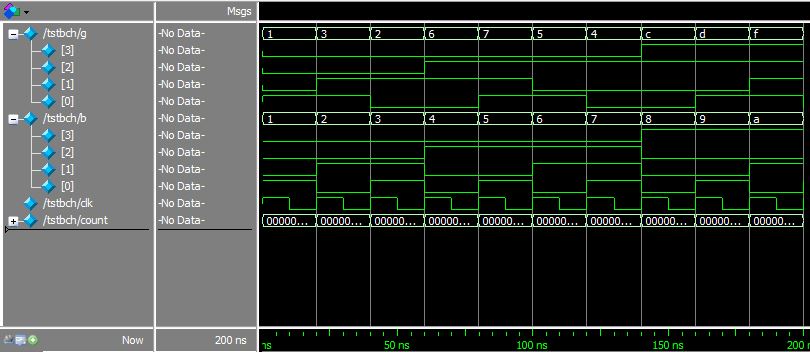 Msgs
/tstbch/g -No Data- 1 3 2 6 7 5 4 c d f
[3] -No Data-
[2] -No Data-
[1] -No Data-
[0] -No Data-
/tstbch/b -No Data- 1 2 3 4 5 6 7 8 9 a
[3] -No Data-
[2] -No Data-
[1] -No Data-
[0] -No Data-
/tstbch/clk -No Data-
/tstbch/count -No Data- 00000... 00000... 00000... 00000... 00000... 00000... 00000... 00000... 00000... 00000...
Now 200 ns ns 50 ns 100 ns 150 ns 200 n